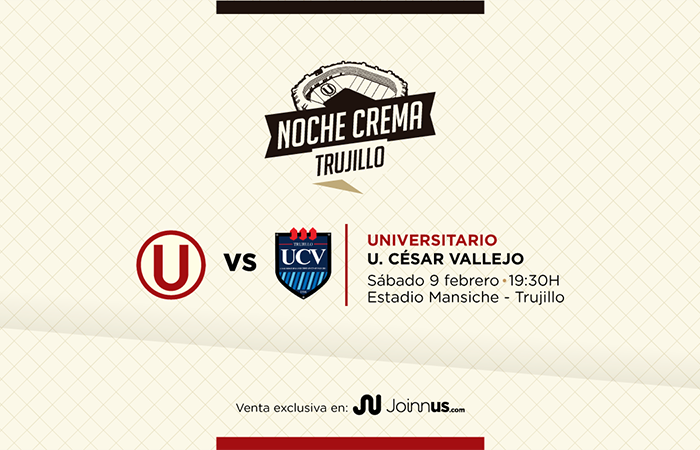 NOCHE CREMA
TRUJILLO
U
VS
TRUJILLO
UCV
UNIVERSITARIO
U. CÉSAR VALLEJO
Sábado 9 febrero • 19:30H
Estadio Mansiche - Trujillo
Venta exclusiva en: Joinnus.com